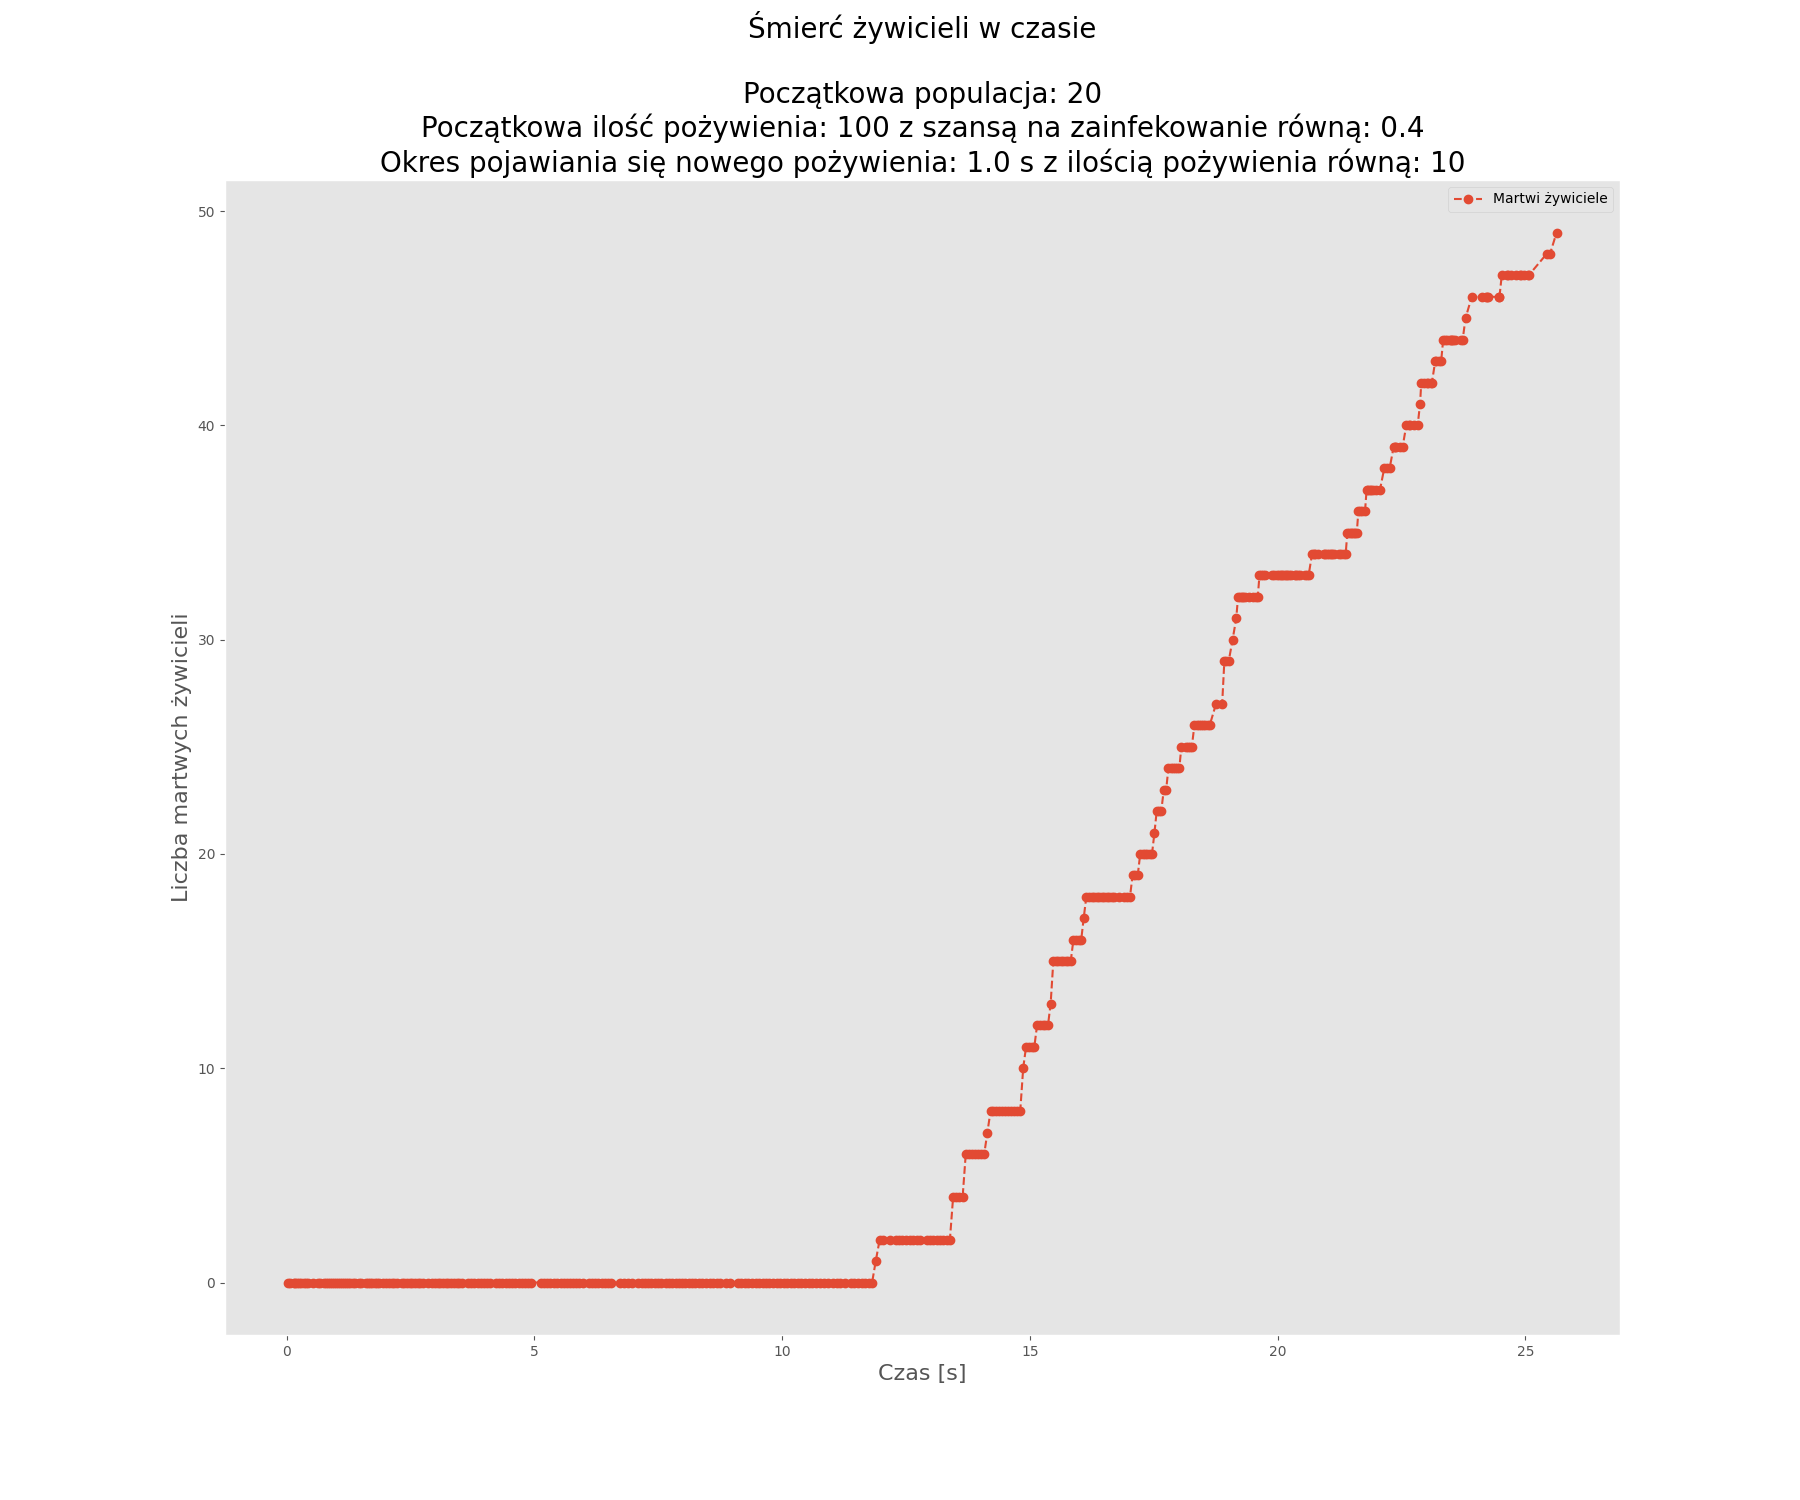 Śmierć żywicieli w czasie
Początkowa populacja: 20
Początkowa ilość pożywienia: 100 z szansą na zainfekowanie równą: 0.4
Okres pojawiania się nowego pożywienia: 1.0 s z ilością pożywienia równą: 10
Martwi żywiciele
50
40
30
20
10
0
Liczba martwych żywicieli
0 5 10 15 20 25
Czas [s]